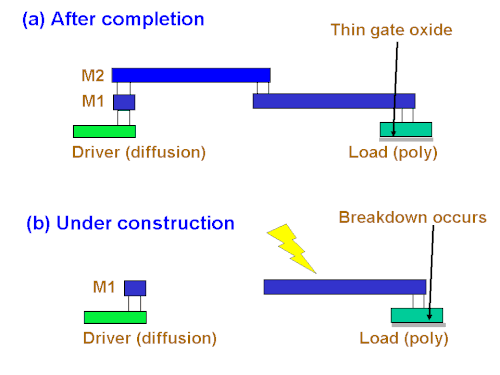 (a) After completion
Thin gate oxide
M2
M1
Driver (diffusion)
Load (poly)
(b) Under construction
Breakdown occurs
M1
Driver (diffusion)
Load (poly)